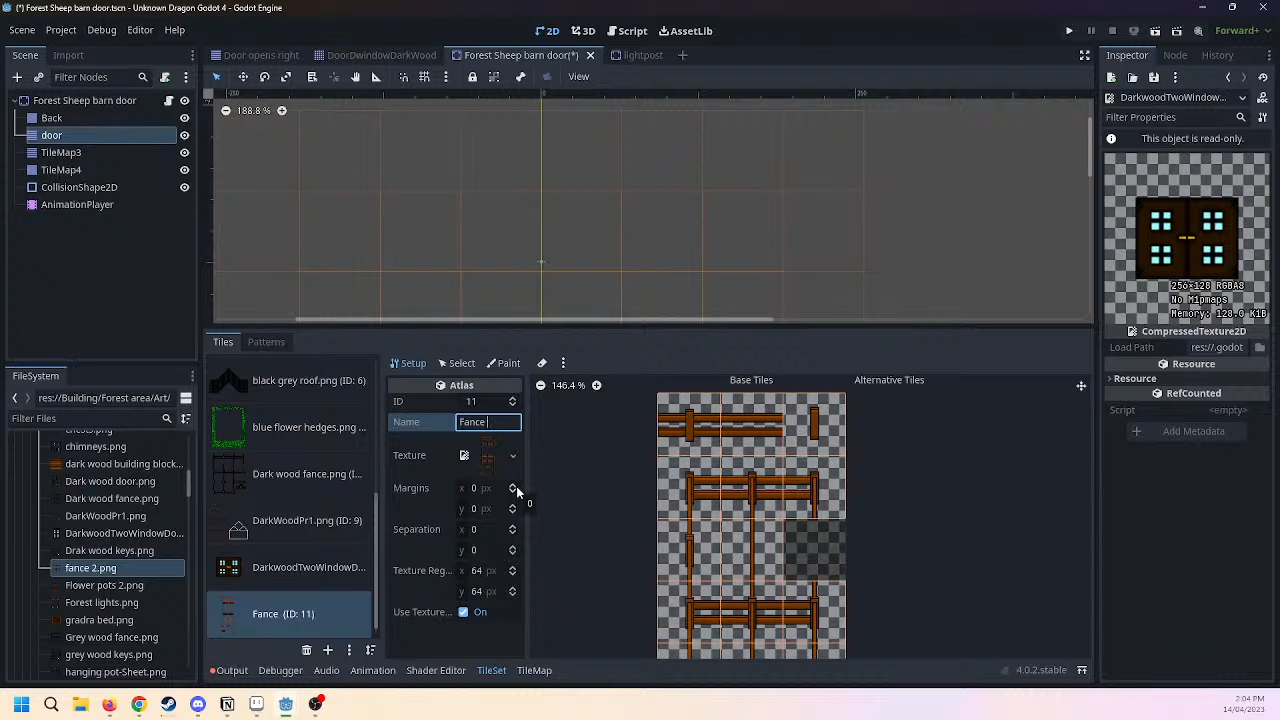 (*) Forest Sheep barn door.tscn - Unknown Dragon Godot 4 - Godot Engine
Scene Project Debug Editor Help
2D 3D Script AssetLib
Forward+
Scene Import
Filter Nodes
Forest Sheep barn door
Back
door
TileMap3
TileMap4
CollisionShape2D
AnimationPlayer
FileSystem
res://Building/Forest area/Art/
Filter Files
dark wood building block...
Dark wood door.png
Dark wood fance.png
DarkWoodPr1.png
DarkwoodTwoWindowDo...
Drak wood keys.png
fance 2.png
Flower pots 2.png
Forest lights.png
grass hills.png
Grey wood fance.png
grey wood keys.png
hanging pot-Sheet.png
Door opens right DoorDwindowDarkWood Forest Sheep barn door(*) lightpost
View
-250 0 250
188.8 %
Tiles Patterns
black grey roof.png (ID: 6)
blue flower hedges.png...
Dark wood fance.png (I...
DarkWoodPr1.png (ID: 9)
DarkwoodTwoWindowD...
Fance (ID: 11)
Setup Select Paint
Atlas
ID 11
Name Fance
Texture
Margins x 0 px
y 0 px
0
Separation x 0
y 0
Texture Reg... x 64 px
y 64 px
Use Texture... On
146.4 %
Base Tiles
Alternative Tiles
Output Debugger Audio Animation Shader Editor TileSet TileMap
4.0.2.stable
Inspector Node History
DarkwoodTwoWindow...
Filter Properties
This object is read-only.
256×128 RGBA8
No Mipmaps
Memory: 128.0 KiB
CompressedTexture2D
Load Path res://.godot
Resource
Resource
RefCounted
Script <empty>
Add Metadata
2:04 PM
14/04/2023